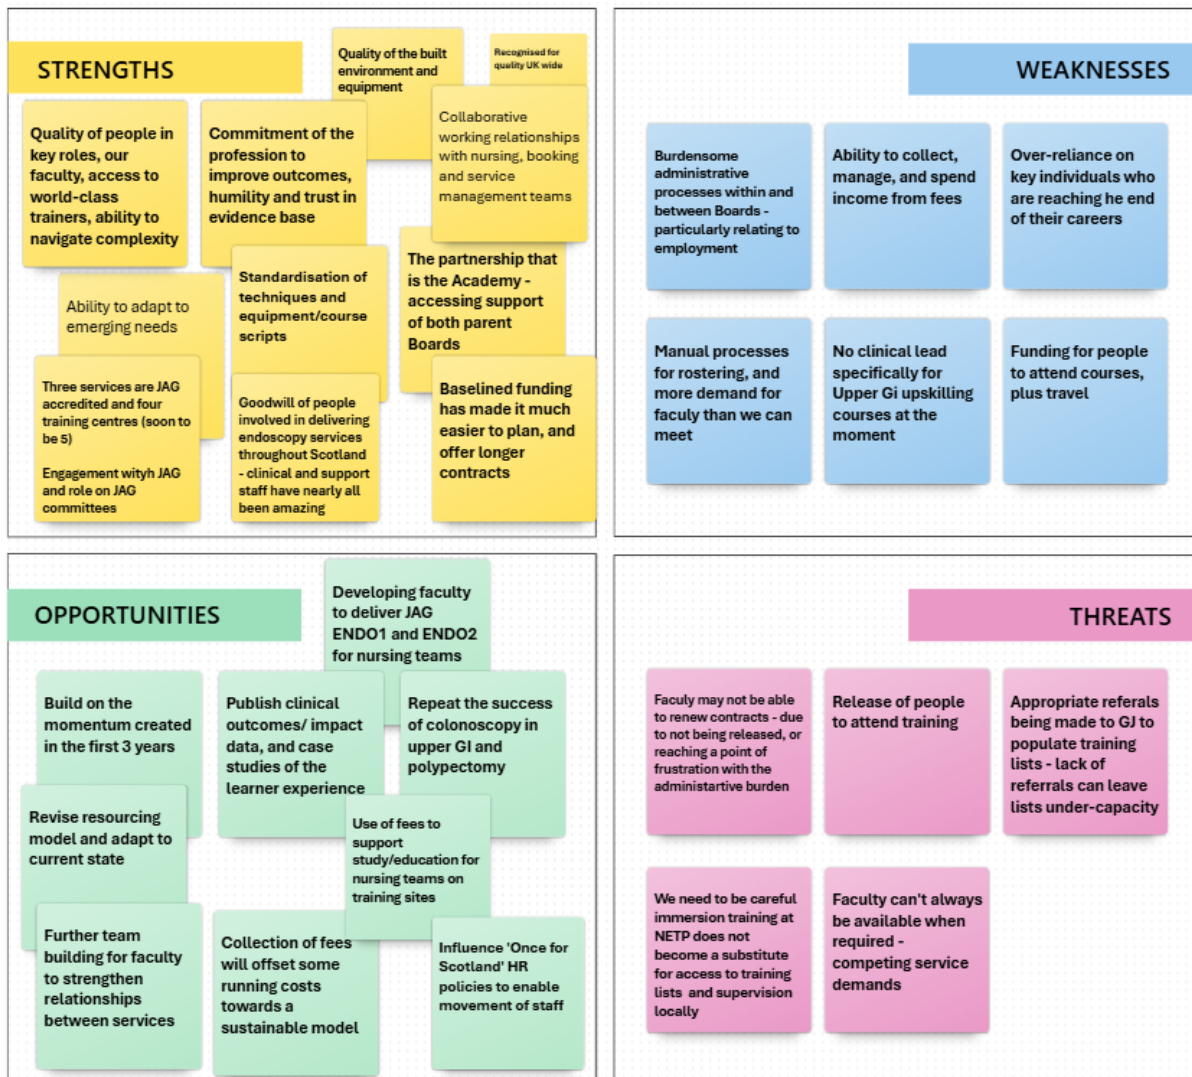 STRENGTHS
Quality of the built
environment and
equipment
Recognised for
quality UK wide
Quality of people in
key roles, our
faculty, access to
world-class
trainers, ability to
navigate complexity
Commitment of the
profession to
improve outcomes,
humility and trust in
evidence base
Collaborative
working relationships
with nursing, booking
and service
management teams
Ability to adapt to
emerging needs
Standardisation of
techniques and
equipment/course
scripts
The partnership that
is the Academy -
accessing support
of both parent
Boards
Three services are JAG
accredited and four
training centres (soon to
be 5)
Engagement wityh JAG
and role on JAG
committees
Goodwill of people
involved in delivering
endoscopy services
throughout Scotland
- clinical and support
staff have nearly all
been amazing
Baselined funding
has made it much
easier to plan, and
offer longer
contracts
WEAKNESSES
Burdensome
administrative
processes within and
between Boards -
particularly relating to
employment
Ability to collect,
manage, and spend
income from fees
Over-reliance on
key individuals who
are reaching he end
of their careers
Manual processes
for rostering, and
more demand for
faculy than we can
meet
No clinical lead
specifically for
Upper Gi upskilling
courses at the
moment
Funding for people
to attend courses,
plus travel
OPPORTUNITIES
Developing faculty
to deliver JAG
ENDO1 and ENDO2
for nursing teams
Build on the
momentum created
in the first 3 years
Publish clinical
outcomes/ impact
data, and case
studies of the
learner experience
Repeat the success
of colonoscopy in
upper GI and
polypectomy
Revise resourcing
model and adapt to
current state
Use of fees to
support
study/education for
nursing teams on
training sites
Further team
building for faculty
to strengthen
relationships
between services
Collection of fees
will offset some
running costs
towards a
sustainable model
Influence 'Once for
Scotland' HR
policies to enable
movement of staff
THREATS
Faculy may not be able
to renew contracts - due
to not being released, or
reaching a point of
frustration with the
administartive burden
Release of people
to attend training
Appropriate referals
being made to GJ to
populate training
lists - lack of
referrals can leave
lists under-capacity
We need to be careful
immersion training at
NETP does not
become a substitute
for access to training
lists and supervision
locally
Faculty can't always
be available when
required -
competing service
demands